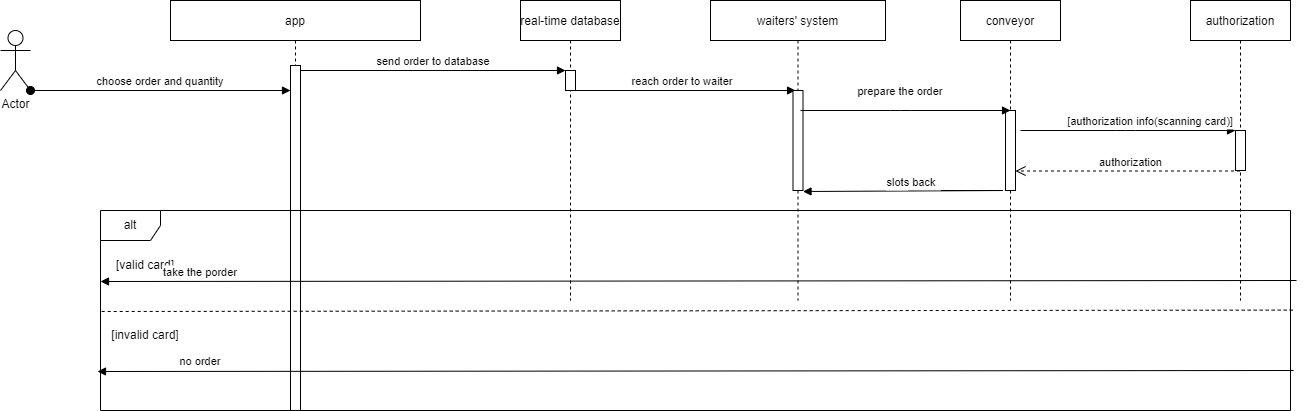 app
real-time database
waiters' system
conveyor
authorization
Actor
choose order and quantity
send order to database
reach order to waiter
prepare the order
[authorization info(scanning card)]
authorization
slots back
alt
[valid card]
take the porder
[invalid card]
no order